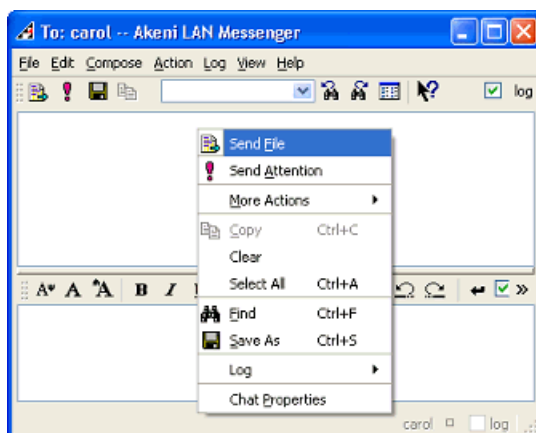 To: carol -- Akeni LAN Messenger
File Edit Compose Action Log View Help
log
Send File
Send Attention
More Actions
Copy Ctrl+C
Clear
Select All Ctrl+A
A A A B I
Find Ctrl+F
Save As Ctrl+S
Log
Chat Properties
carol log